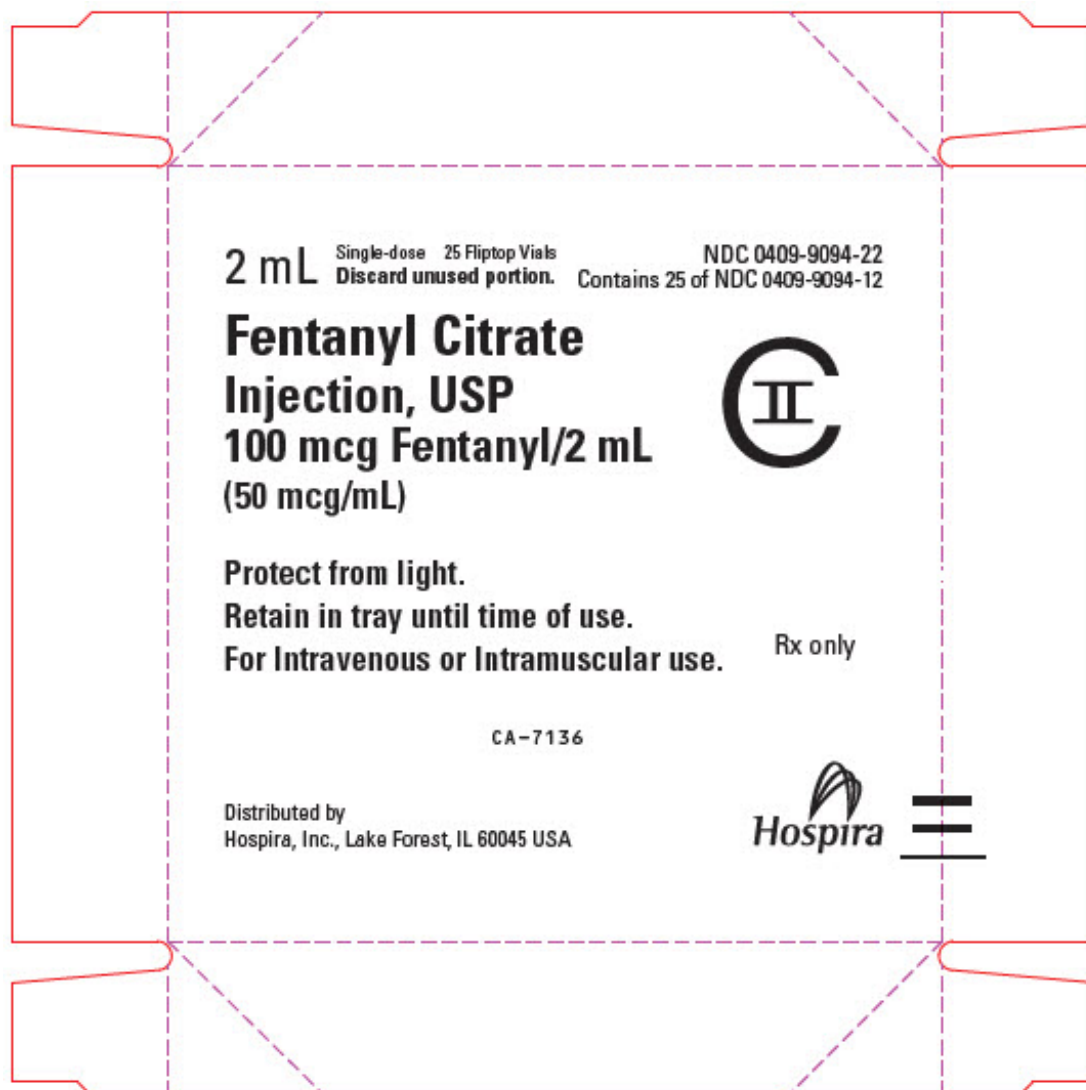 2 mL Single-dose 25 Fliptop Vials
Discard unused portion.
NDC 0409-9094-22
Contains 25 of NDC 0409-9094-12
Fentanyl Citrate
Injection, USP
100 mcg Fentanyl/2 mL
(50 mcg/mL)
CII
Protect from light.
Retain in tray until time of use.
For Intravenous or Intramuscular use.
Rx only
CA-7136
Distributed by
Hospira, Inc., Lake Forest, IL 60045 USA
Hospira